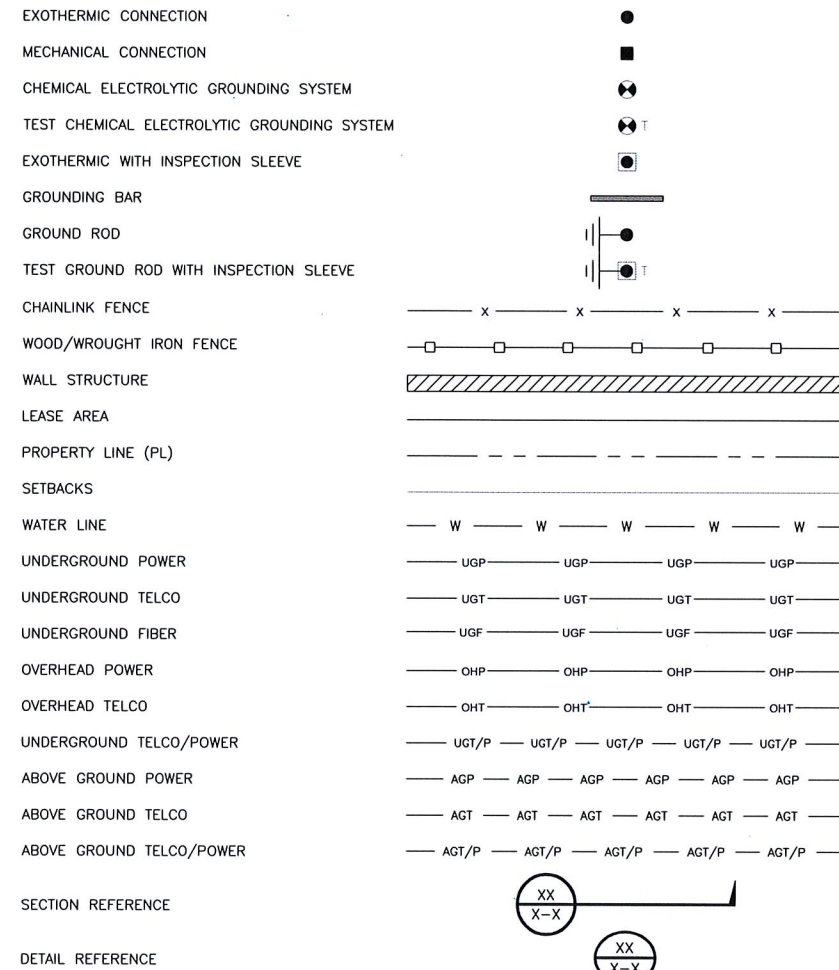 EXOTHERMIC CONNECTION
MECHANICAL CONNECTION
CHEMICAL ELECTROLYTIC GROUNDING SYSTEM
TEST CHEMICAL ELECTROLYTIC GROUNDING SYSTEM T
EXOTHERMIC WITH INSPECTION SLEEVE
GROUNDING BAR
GROUND ROD
TEST GROUND ROD WITH INSPECTION SLEEVE T
CHAINLINK FENCE X X X X
WOOD/WROUGHT IRON FENCE
WALL STRUCTURE
LEASE AREA
PROPERTY LINE (PL)
SETBACKS
WATER LINE W W W W W
UNDERGROUND POWER UGP UGP UGP UGP
UNDERGROUND TELCO UGT UGT UGT UGT
UNDERGROUND FIBER UGF UGF UGF UGF
OVERHEAD POWER OHP OHP OHP OHP
OVERHEAD TELCO OHT OHT OHT OHT
UNDERGROUND TELCO/POWER UGT/P UGT/P UGT/P UGT/P UGT/P
ABOVE GROUND POWER AGP AGP AGP AGP AGP AGP
ABOVE GROUND TELCO AGT AGT AGT AGT AGT AGT
ABOVE GROUND TELCO/POWER AGT/P AGT/P AGT/P AGT/P AGT/P
XX
SECTION REFERENCE X-X
XX
DETAIL REFERENCE X-X